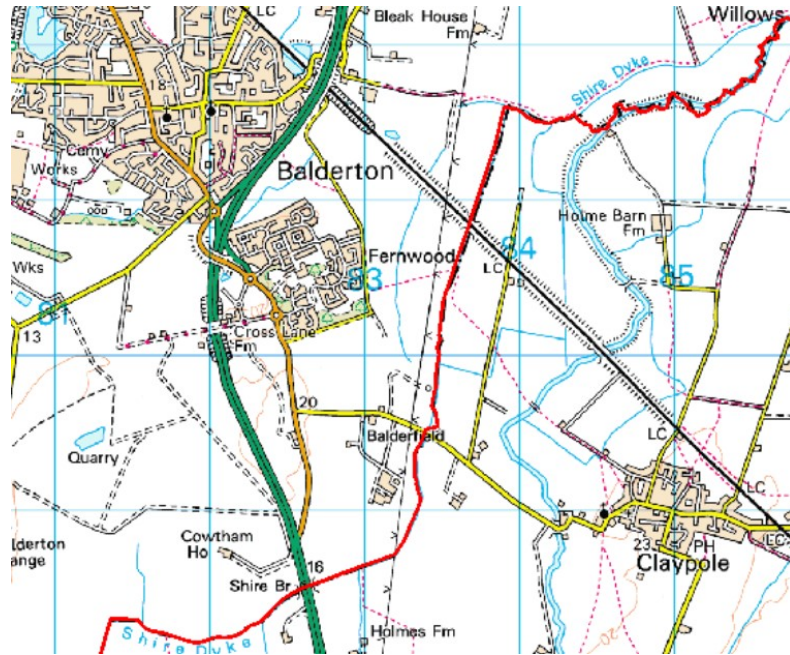 LC
Bleak House
Fm
Willows
Shire Dyke
Works
Balderton
Holme Barn
Fm
Fernwood
84
LC
83
85
Wks
81
13
Cross Lane
Fm
20
Balderfield
Quarry
LC
LC
Cowtham
Ho
lderton
ange
23
PH
LC
Claypole
16
Shire Br
Shire Dyke
Holmes Fm
20